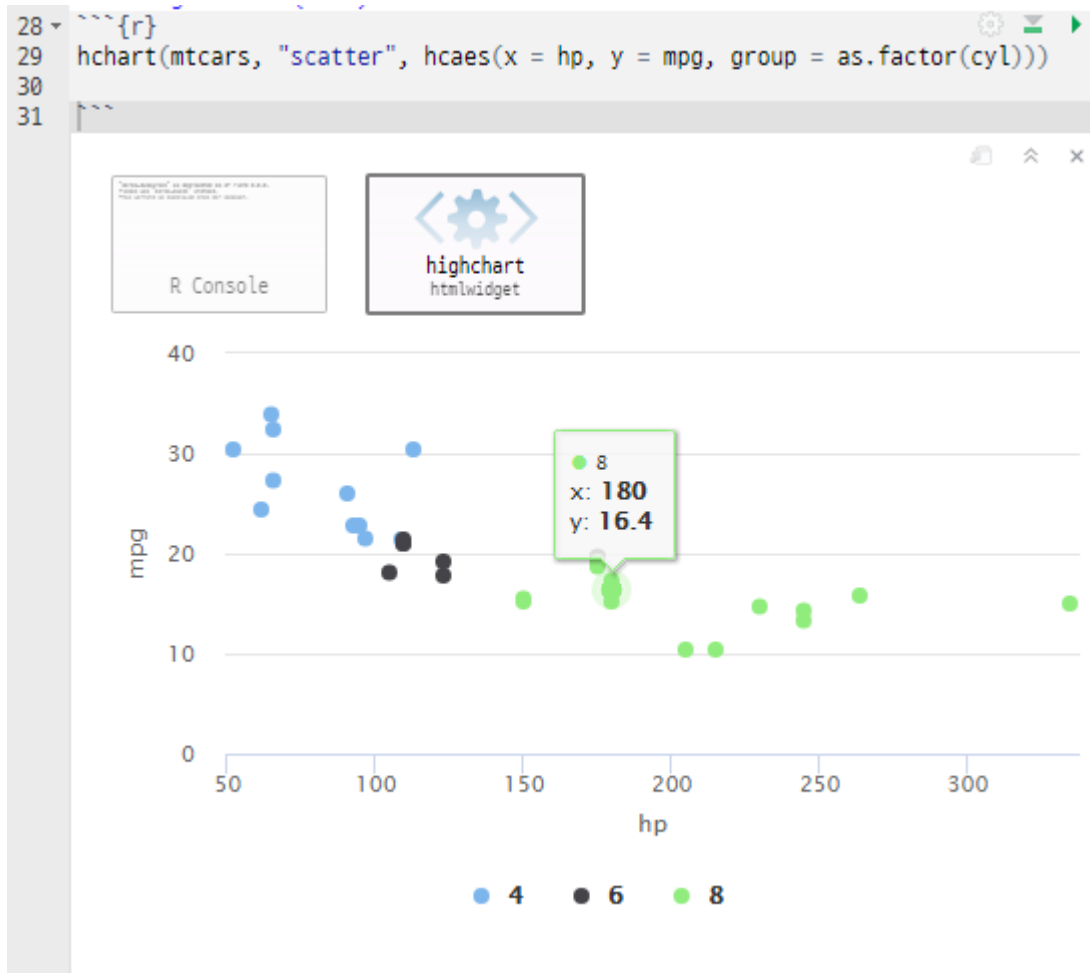 28 ```{r}
29 hchart(mtcars, "scatter", hcaes(x = hp, y = mpg, group = as.factor(cyl)))
30
31 ```
R Console
highchart
htmlwidget
40
30
20
10
0
mpg
8
x: 180
y: 16.4
50 100 150 200 250 300
hp
4 6 8